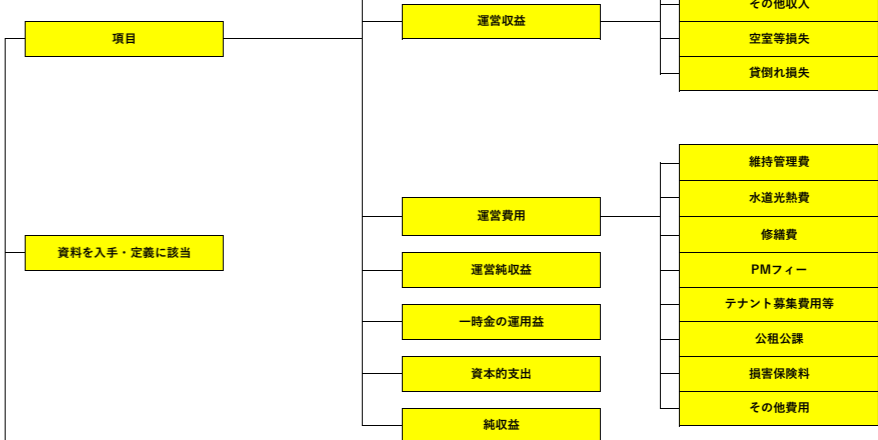 その他収入
運営収益
項目
空室等損失
貸倒れ損失
維持管理費
水道光熱費
運営費用
修繕費
資料を入手・定義に該当
運営純収益
PMフィー
テナント募集費用等
一時金の運用益
公租公課
資本的支出
損害保険料
その他費用
純収益